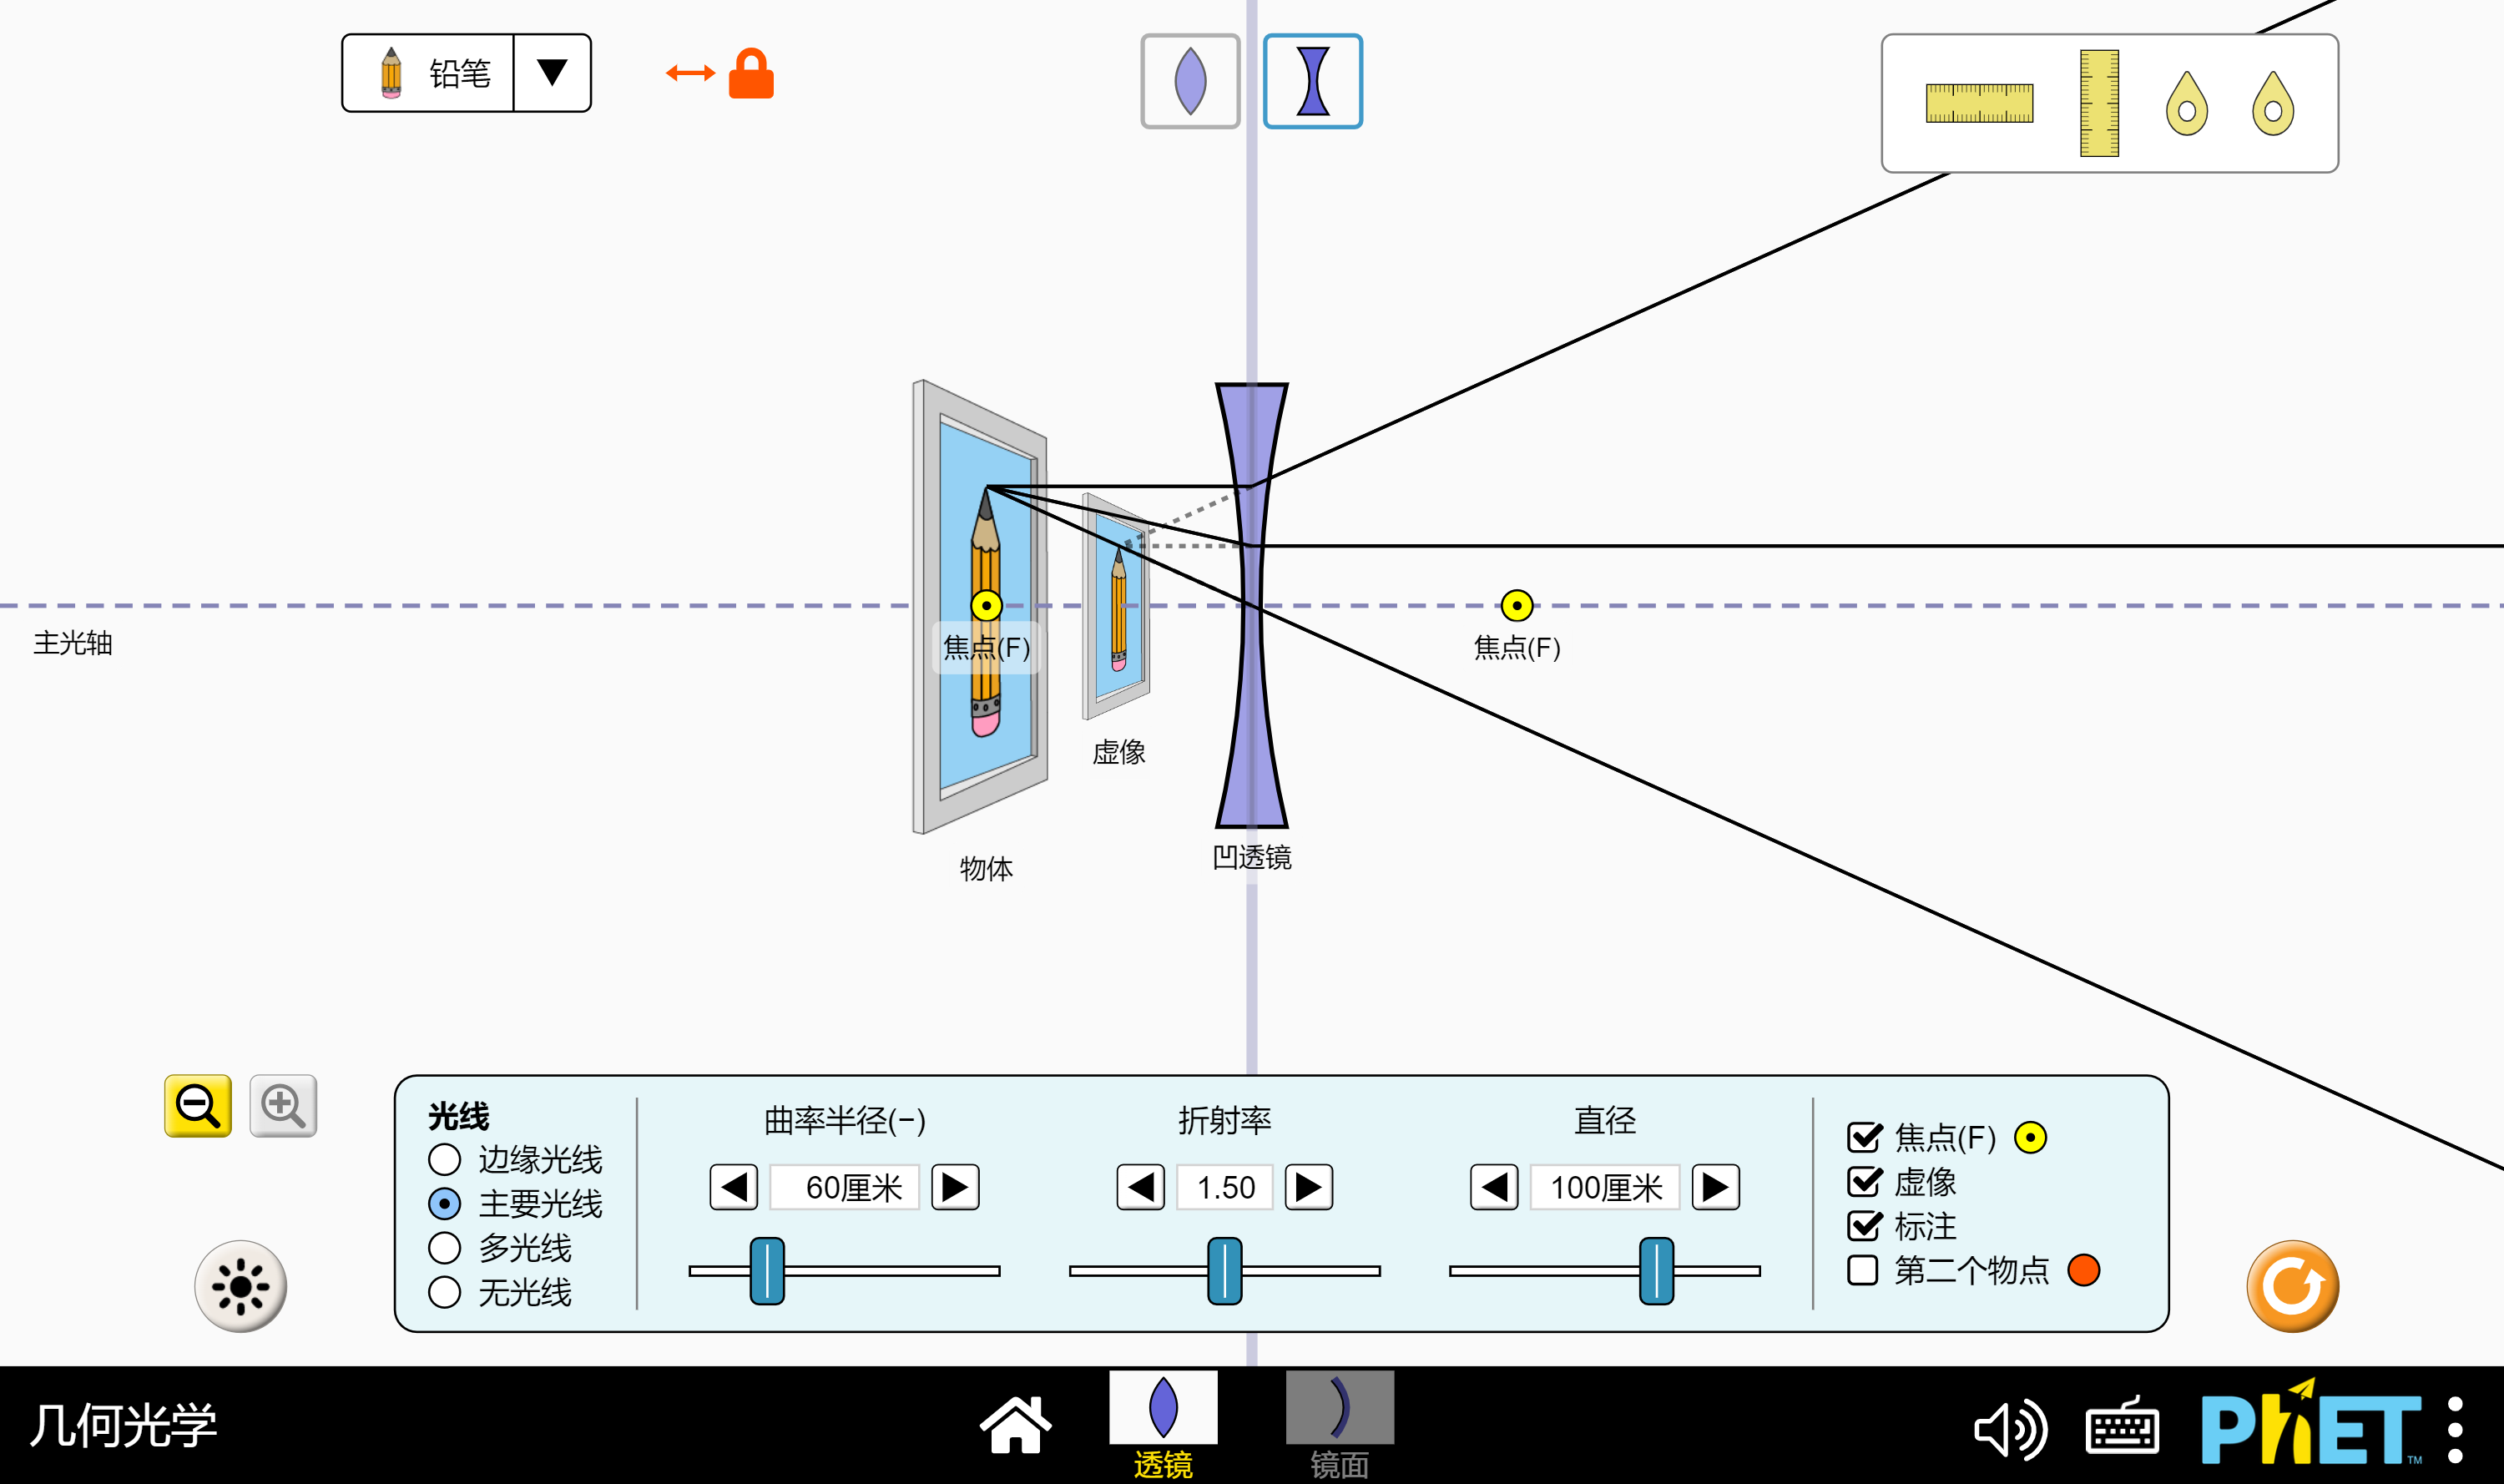 铅笔
主光轴
焦点(F)
焦点(F)
虚像
物体
凹透镜
光线
边缘光线
主要光线
多光线
无光线
曲率半径(−)
60厘米
折射率
1.50
直径
100厘米
焦点(F)
虚像
标注
第二个物点
几何光学
透镜
镜面
PhET™